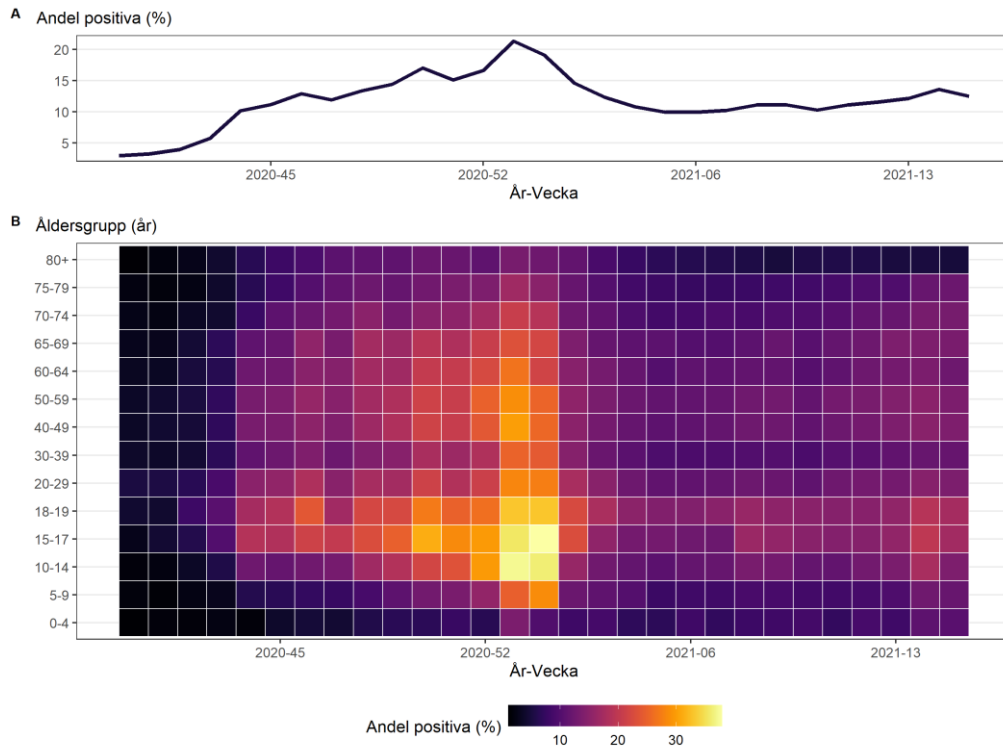 A Andel positiva (%)
20
15
10
5
2020-45 2020-52 2021-06 2021-13
År-Vecka
B Åldersgrupp (år)
80+
75-79
70-74
65-69
60-64
50-59
40-49
30-39
20-29
18-19
15-17
10-14
5-9
0-4
2020-45 2020-52 2021-06 2021-13
År-Vecka
Andel positiva (%)
10 20 30